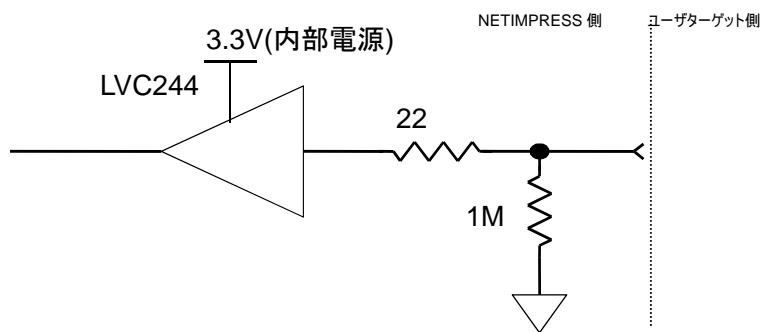 NETIMPRESS 側
ユーザターゲット側
3.3V(内部電源)
LVC244
22
1M